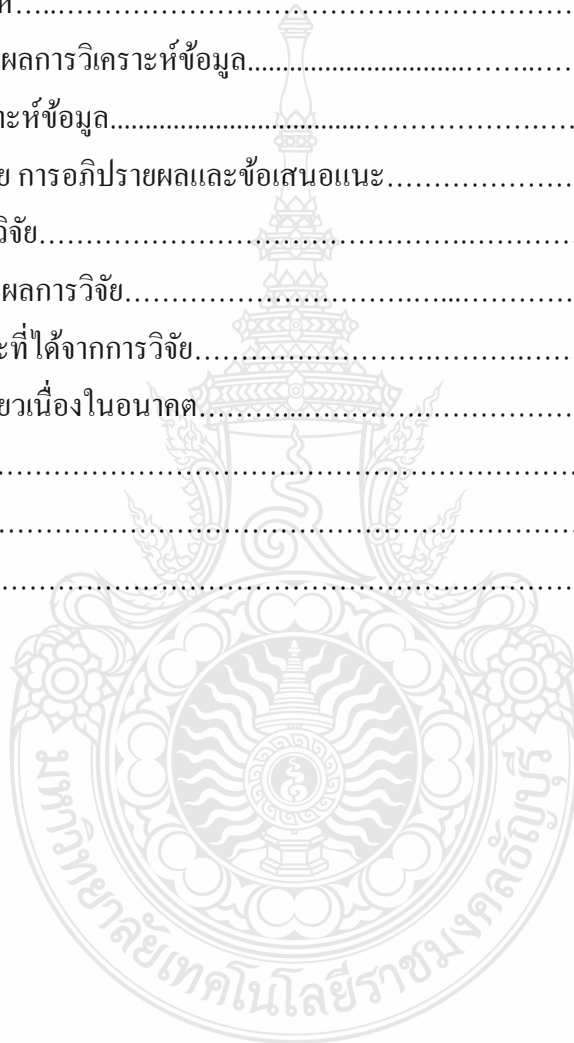 ที่.....................................................
ผลการวิเคราะห์ข้อมูล.....................................................
าะห์ข้อมูล.....................................................
ย การอภิปรายผลและข้อเสนอแนะ.....................................................
วิจัย.....................................................
ผลการวิจัย.....................................................
ะที่ได้จากการวิจัย.....................................................
ยวเนื่องในอนาคต.....................................................
.....................................................
.....................................................
.....................................................
มหาวิทยาลัยเทคโนโลยีราชมงคลธัญบุรี